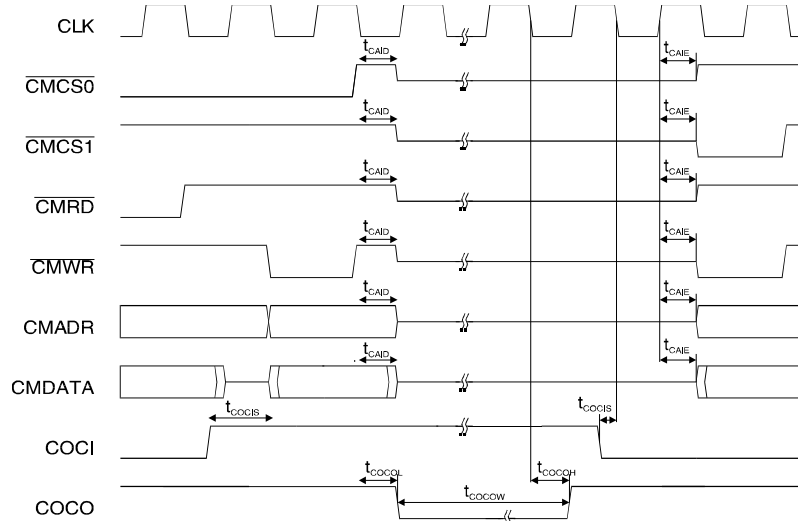 CLK
tCAID tCAIE
CMCS0
tCAID tCAIE
CMCS1
tCAID tCAIE
CMRD
tCAID tCAIE
CMWR
tCAID tCAIE
CMADR
tCAID tCAIE
CMDATA
tCOCIS tCOCIS
COCI
tCOCOL tCOCOW tCOCOH
COCO